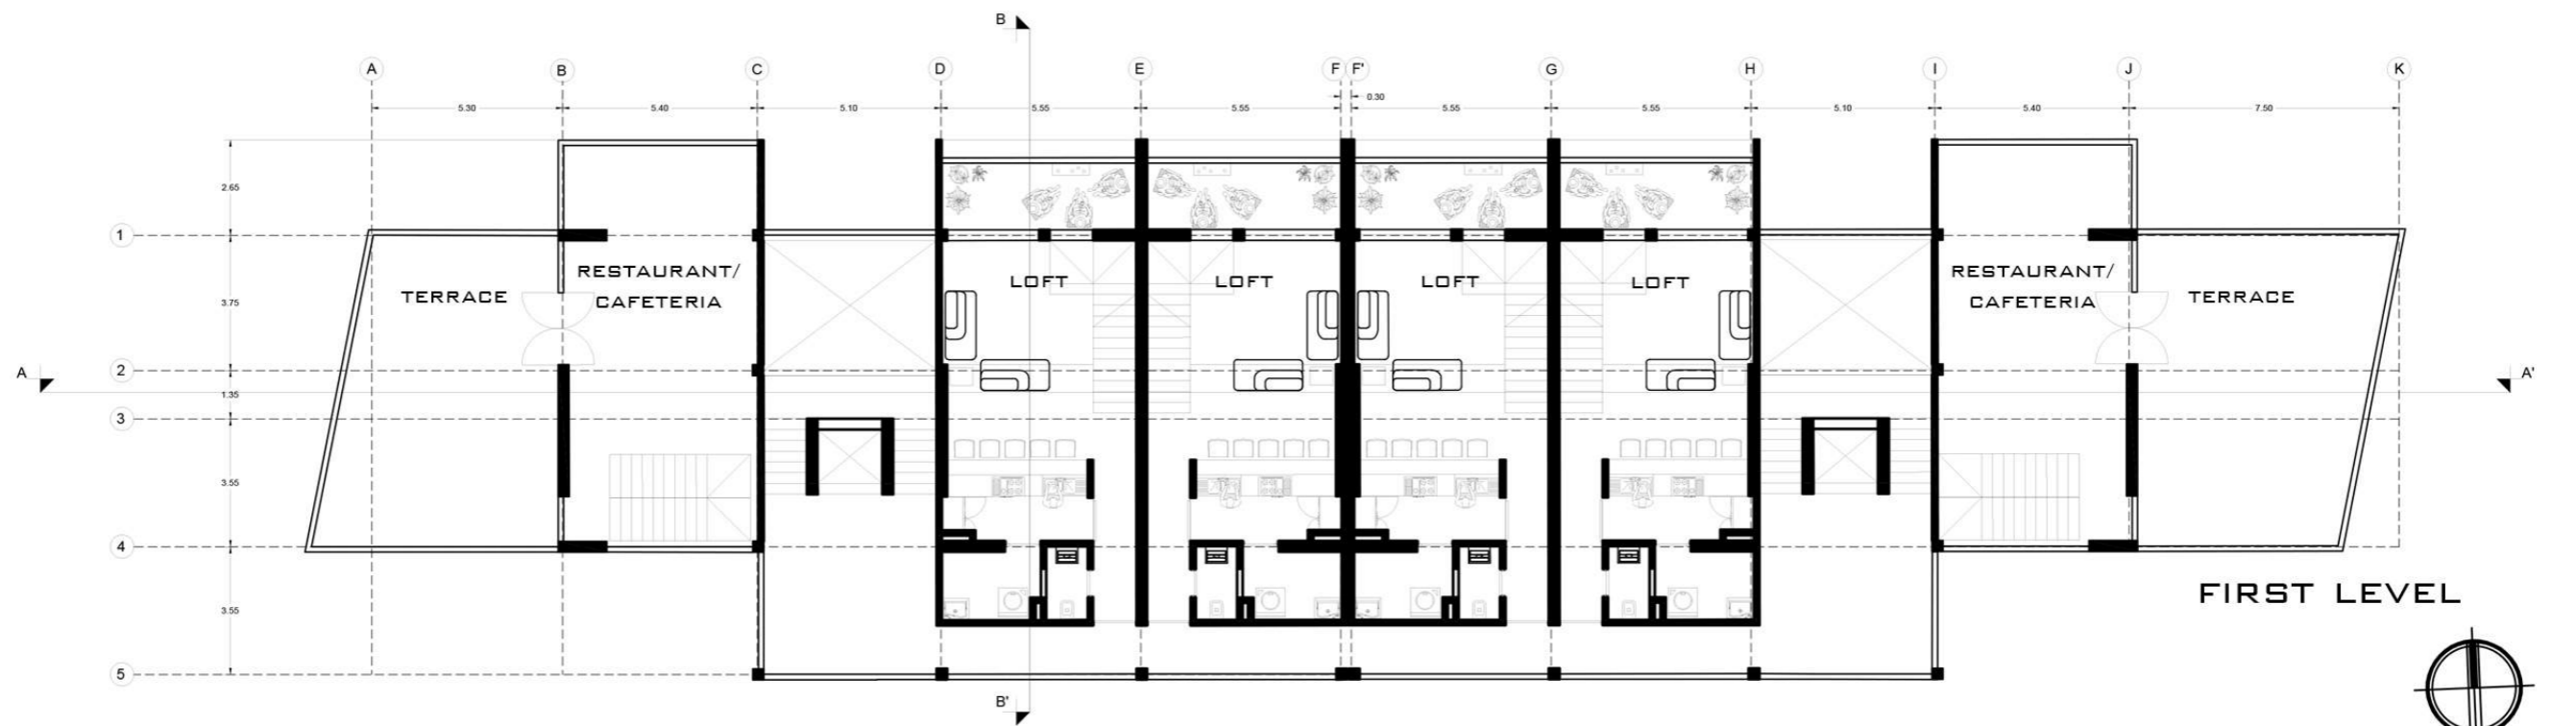 B
A B C D E F F' G H I J K
0.30
5.30 5.40 5.10 5.55 5.55 5.55 5.55 5.10 5.40 7.50
2.65
1
RESTAURANT/ CAFETERIA
TERRACE
LOFT
LOFT
LOFT
LOFT
RESTAURANT/ CAFETERIA
TERRACE
3.75
2
A
A'
1.35
3
3.55
4
FIRST LEVEL
3.55
5
B'